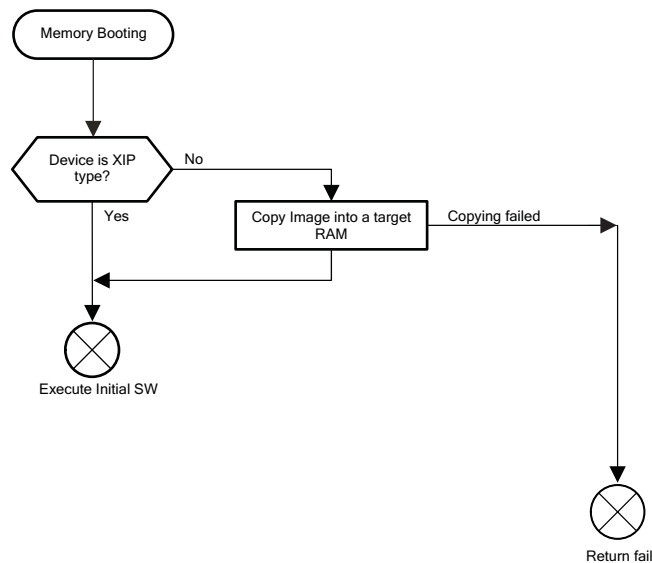 Memory Booting
Device is XIP
type?
No
Yes
Copy Image into a target
RAM
Copying failed
Execute Initial SW
Return fail